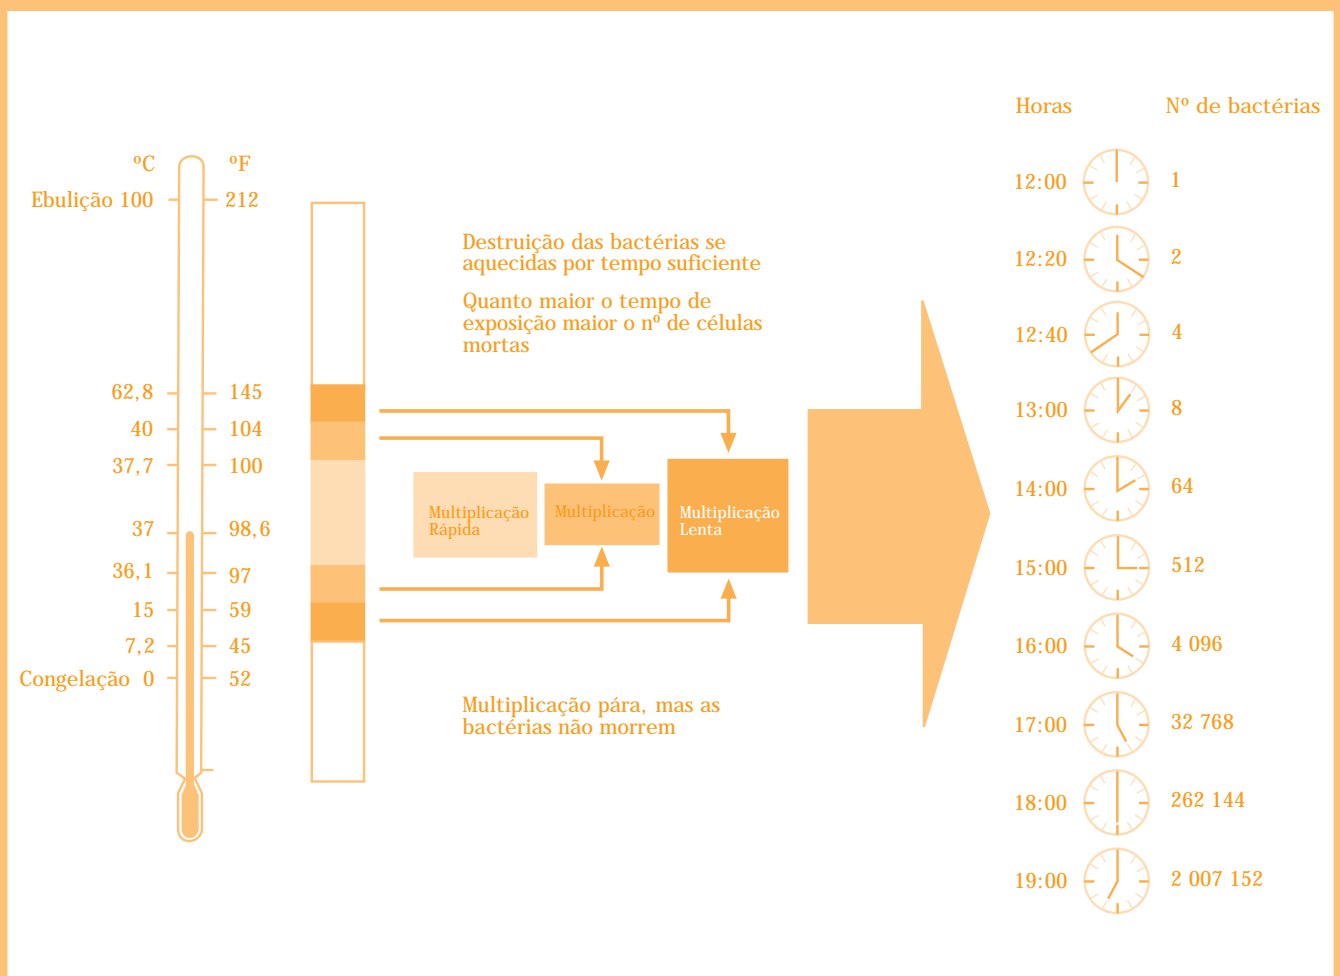 ºC ºF
Ebulição 100 212
62,8 145
40 104
37,7 100
37 98,6
36,1 97
15 59
7,2 45
Congelação 0 52
Destruição das bactérias se
aquecidas por tempo suficiente
Quanto maior o tempo de
exposição maior o nº de células
mortas
Multiplicação
Rápida
Multiplicação
Multiplicação
Lenta
Multiplicação pára, mas as
bactérias não morrem
Horas Nº de bactérias
12:00 1
12:20 2
12:40 4
13:00 8
14:00 64
15:00 512
16:00 4 096
17:00 32 768
18:00 262 144
19:00 2 007 152